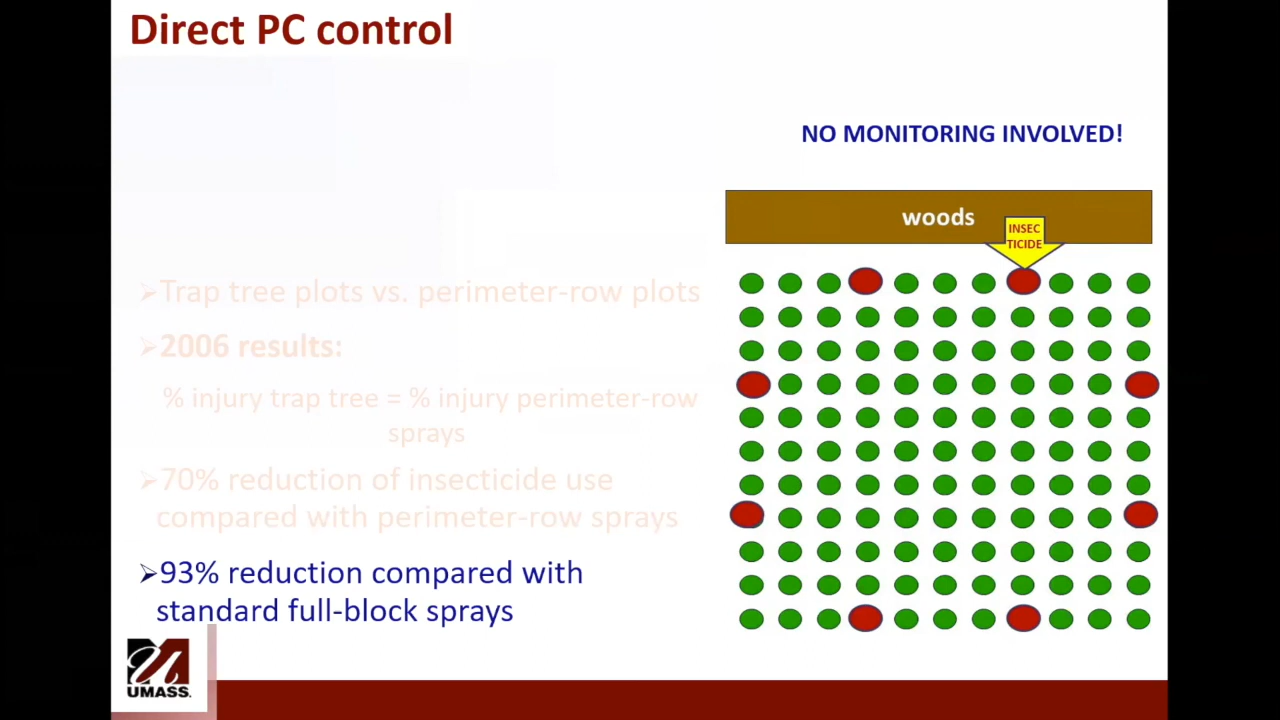 Direct PC control
NO MONITORING INVOLVED!
woods
INSEC
TICIDE
➢Trap tree plots vs. perimeter-row plots
➢2006 results:
% injury trap tree = % injury perimeter-row
sprays
➢70% reduction of insecticide use
compared with perimeter-row sprays
➢93% reduction compared with
standard full-block sprays
UMASS.